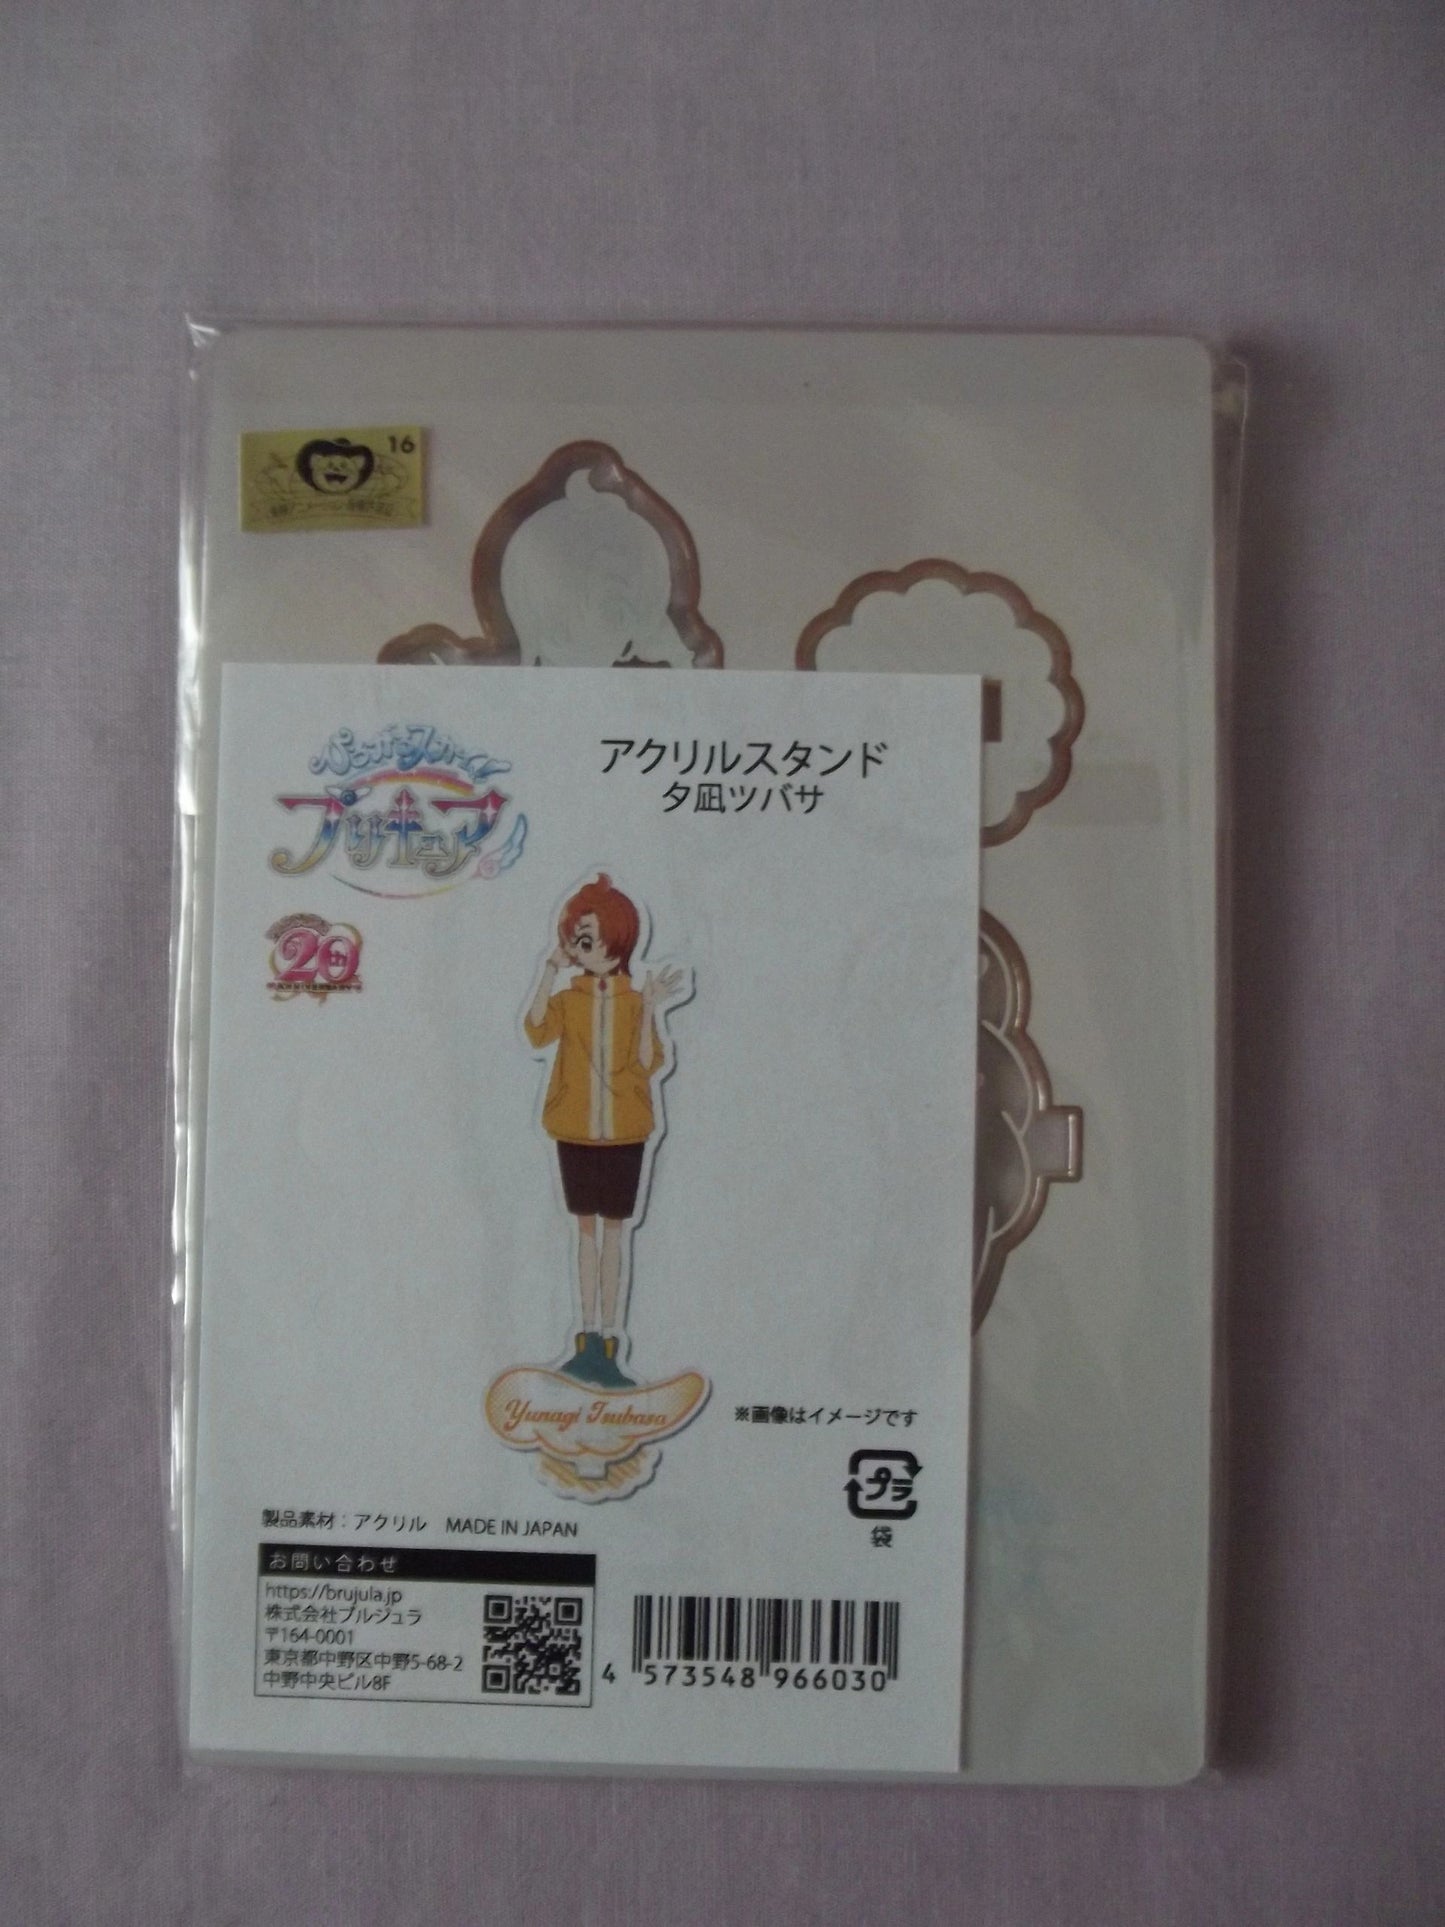 16
ひろがるスカイ!
プリキュア
アクリルスタンド
夕凪ツバサ
20th
Yunagi Tsubasa
※画像はイメージです
プラ
袋
製品素材：アクリル MADE IN JAPAN
お問い合わせ
https://brujula.jp
株式会社ブルジュラ
〒164-0001
東京都中野区中野5-68-2
中野中央ビル8F
4 573548 966030